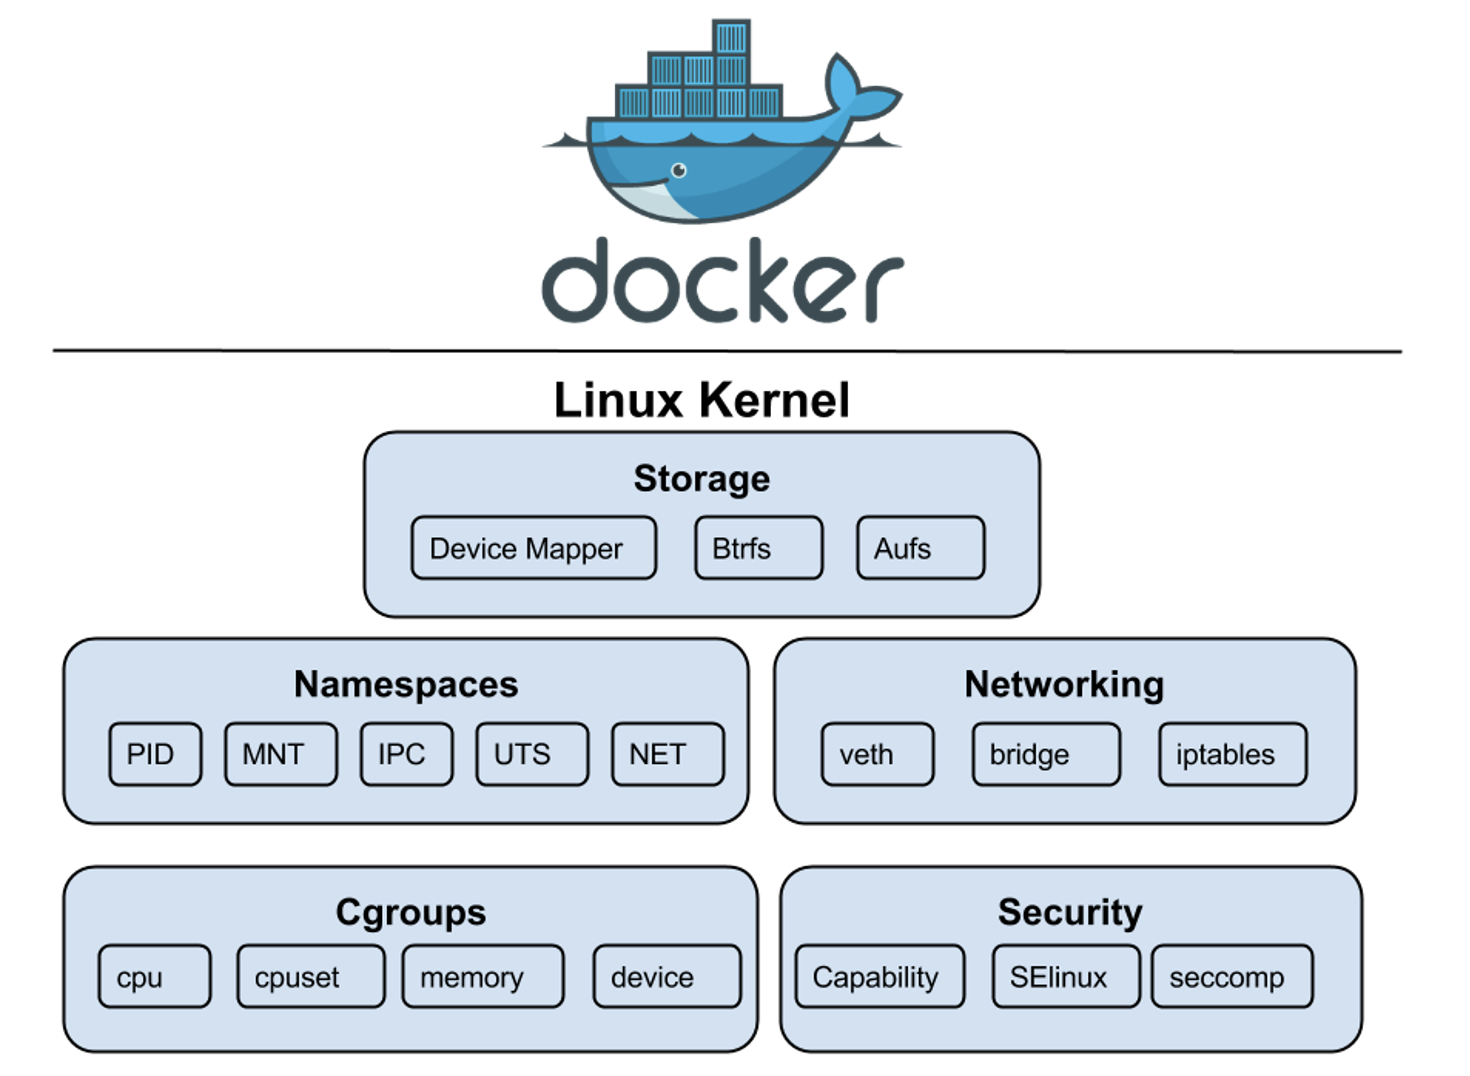 docker
Linux Kernel
Storage
Device Mapper
Btrfs
Aufs
Namespaces
PID
MNT
IPC
UTS
NET
Networking
veth
bridge
iptables
Cgroups
cpu
cpuset
memory
device
Security
Capability
SElinux
seccomp